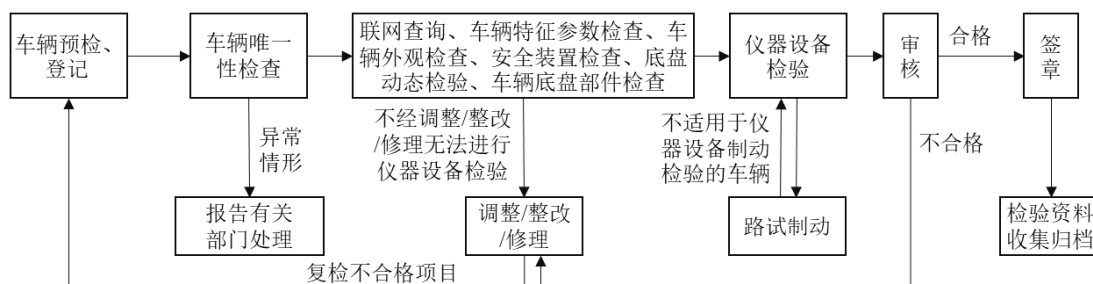 车辆预检、
登记
车辆唯一
性检查
联网查询、车辆特征参数检查、车
辆外观检查、安全装置检查、底盘
动态检验、车辆底盘部件检查
仪器设备
检验
审
核
合格
签
章
异常
情形
不经调整/整改
/修理无法进行
仪器设备检验
不适用于仪
器设备制动
检验的车辆
不合格
报告有关
部门处理
调整/整改
/修理
路试制动
检验资料
收集归档
复检不合格项目